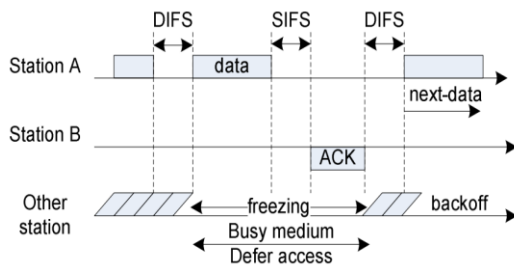 DIFS SIFS DIFS
Station A
data
next-data
Station B
ACK
Other station
freezing
backoff
Busy medium
Defer access